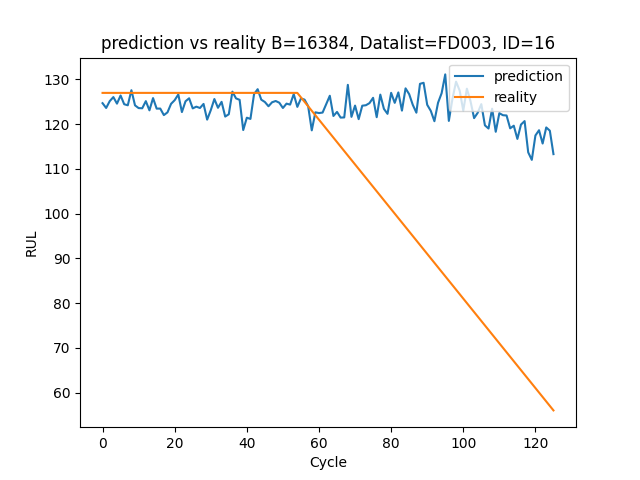 prediction vs reality B=16384, Datalist=FD003, ID=16
prediction
reality
130
120
110
100
90
80
70
60
RUL
0 20 40 60 80 100 120
Cycle